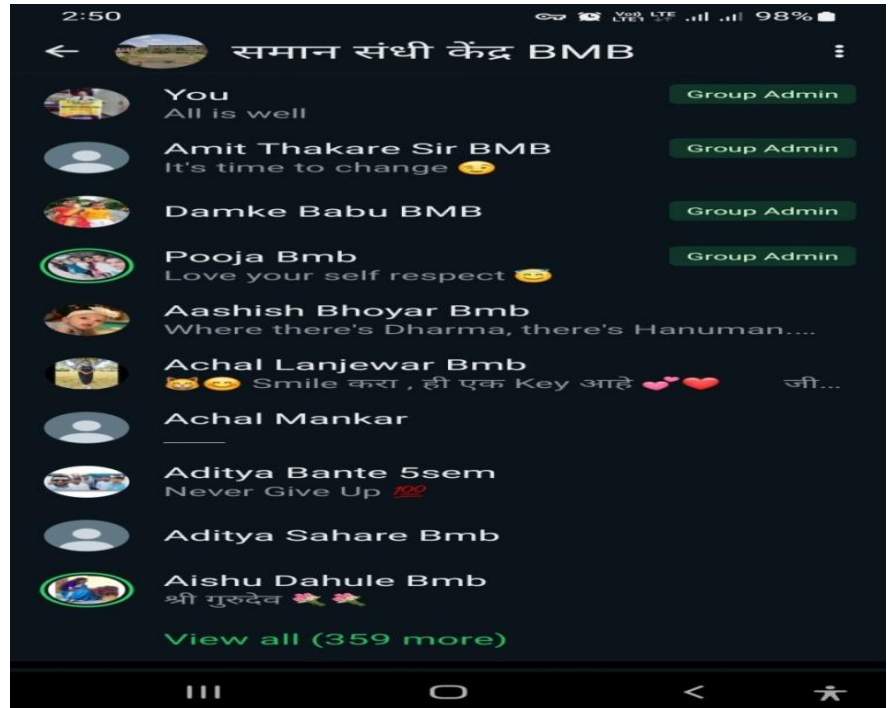 2:50 Vo)) LTE1 LTE 98%
समान संधी केंद्र BMB
You Group Admin
All is well
Amit Thakare Sir BMB Group Admin
It's time to change 😉
Damke Babu BMB Group Admin
Pooja Bmb Group Admin
Love your self respect 😇
Aashish Bhoyar Bmb
Where there's Dharma, there's Hanuman....
Achal Lanjewar Bmb
😸😊 Smile करा , ही एक Key आहे 💕❤️ जी...
Achal Mankar
Aditya Bante 5sem
Never Give Up 💯
Aditya Sahare Bmb
Aishu Dahule Bmb
श्री गुरुदेव 💐💐
View all (359 more)